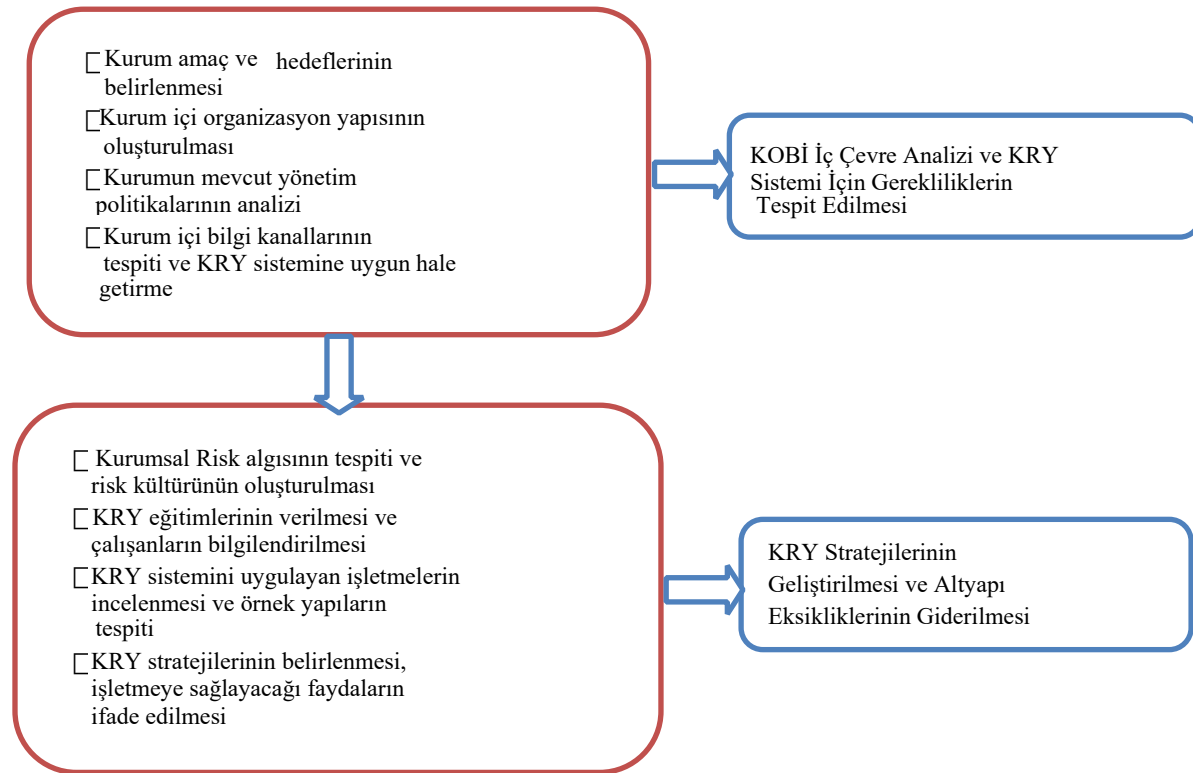 Kurum amaç ve hedeflerinin
belirlenmesi
Kurum içi organizasyon yapısının
oluşturulması
Kurumun mevcut yönetim
politikalarının analizi
Kurum içi bilgi kanallarının
tespiti ve KRY sistemine uygun hale
getirme
KOBİ İç Çevre Analizi ve KRY
Sistemi İçin Gerekliliklerin
Tespit Edilmesi
Kurumsal Risk algısının tespiti ve
risk kültürünün oluşturulması
KRY eğitimlerinin verilmesi ve
çalışanların bilgilendirilmesi
KRY sistemini uygulayan işletmelerin
incelenmesi ve örnek yapıların
tespiti
KRY stratejilerinin belirlenmesi,
işletmeye sağlayacağı faydaların
ifade edilmesi
KRY Stratejilerinin
Geliştirilmesi ve Altyapı
Eksikliklerinin Giderilmesi